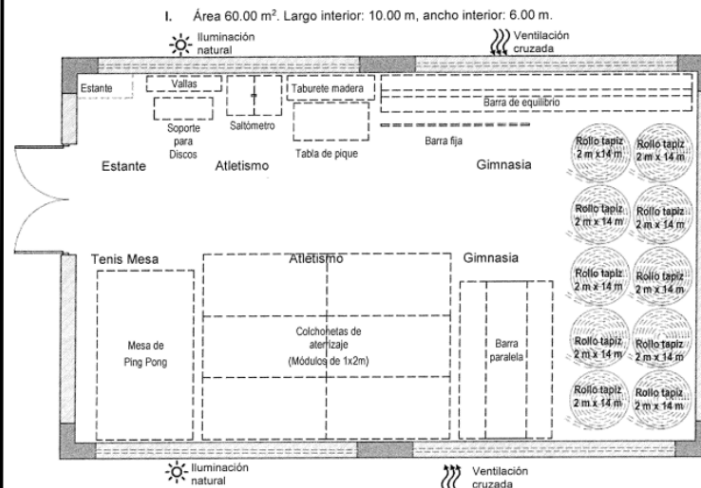 I. Área 60.00 m². Largo interior: 10.00 m, ancho interior: 6.00 m.
Iluminación
natural
Ventilación
cruzada
Estante
Vallas
Soporte
para
Discos
Saltómetro
Taburete madera
Tabla de pique
Barra de equilibrio
Barra fija
Estante
Atletismo
Gimnasia
Rollo tapiz
2 m x 14 m
Rollo tapiz
2 m x 14 m
Rollo tapiz
2 m x 14 m
Rollo tapiz
2 m x 14 m
Rollo tapiz
2 m x 14 m
Rollo tapiz
2 m x 14 m
Rollo tapiz
2 m x 14 m
Rollo tapiz
2 m x 14 m
Rollo tapiz
2 m x 14 m
Rollo tapiz
2 m x 14 m
Tenis Mesa
Atletismo
Gimnasia
Mesa de
Ping Pong
Colchonetas de
aterrizaje
(Módulos de 1x2m)
Barra
paralela
Iluminación
natural
Ventilación
cruzada